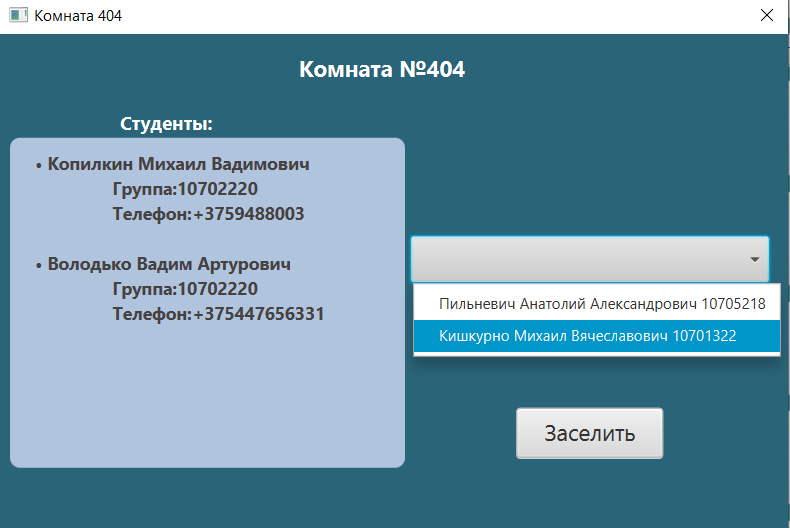 Комната 404
Комната №404
Студенты:
• Копилкин Михаил Вадимович
Группа:10702220
Телефон:+3759488003
• Володько Вадим Артурович
Группа:10702220
Телефон:+375447656331
Пильневич Анатолий Александрович 10705218
Кишкурно Михаил Вячеславович 10701322
Заселить